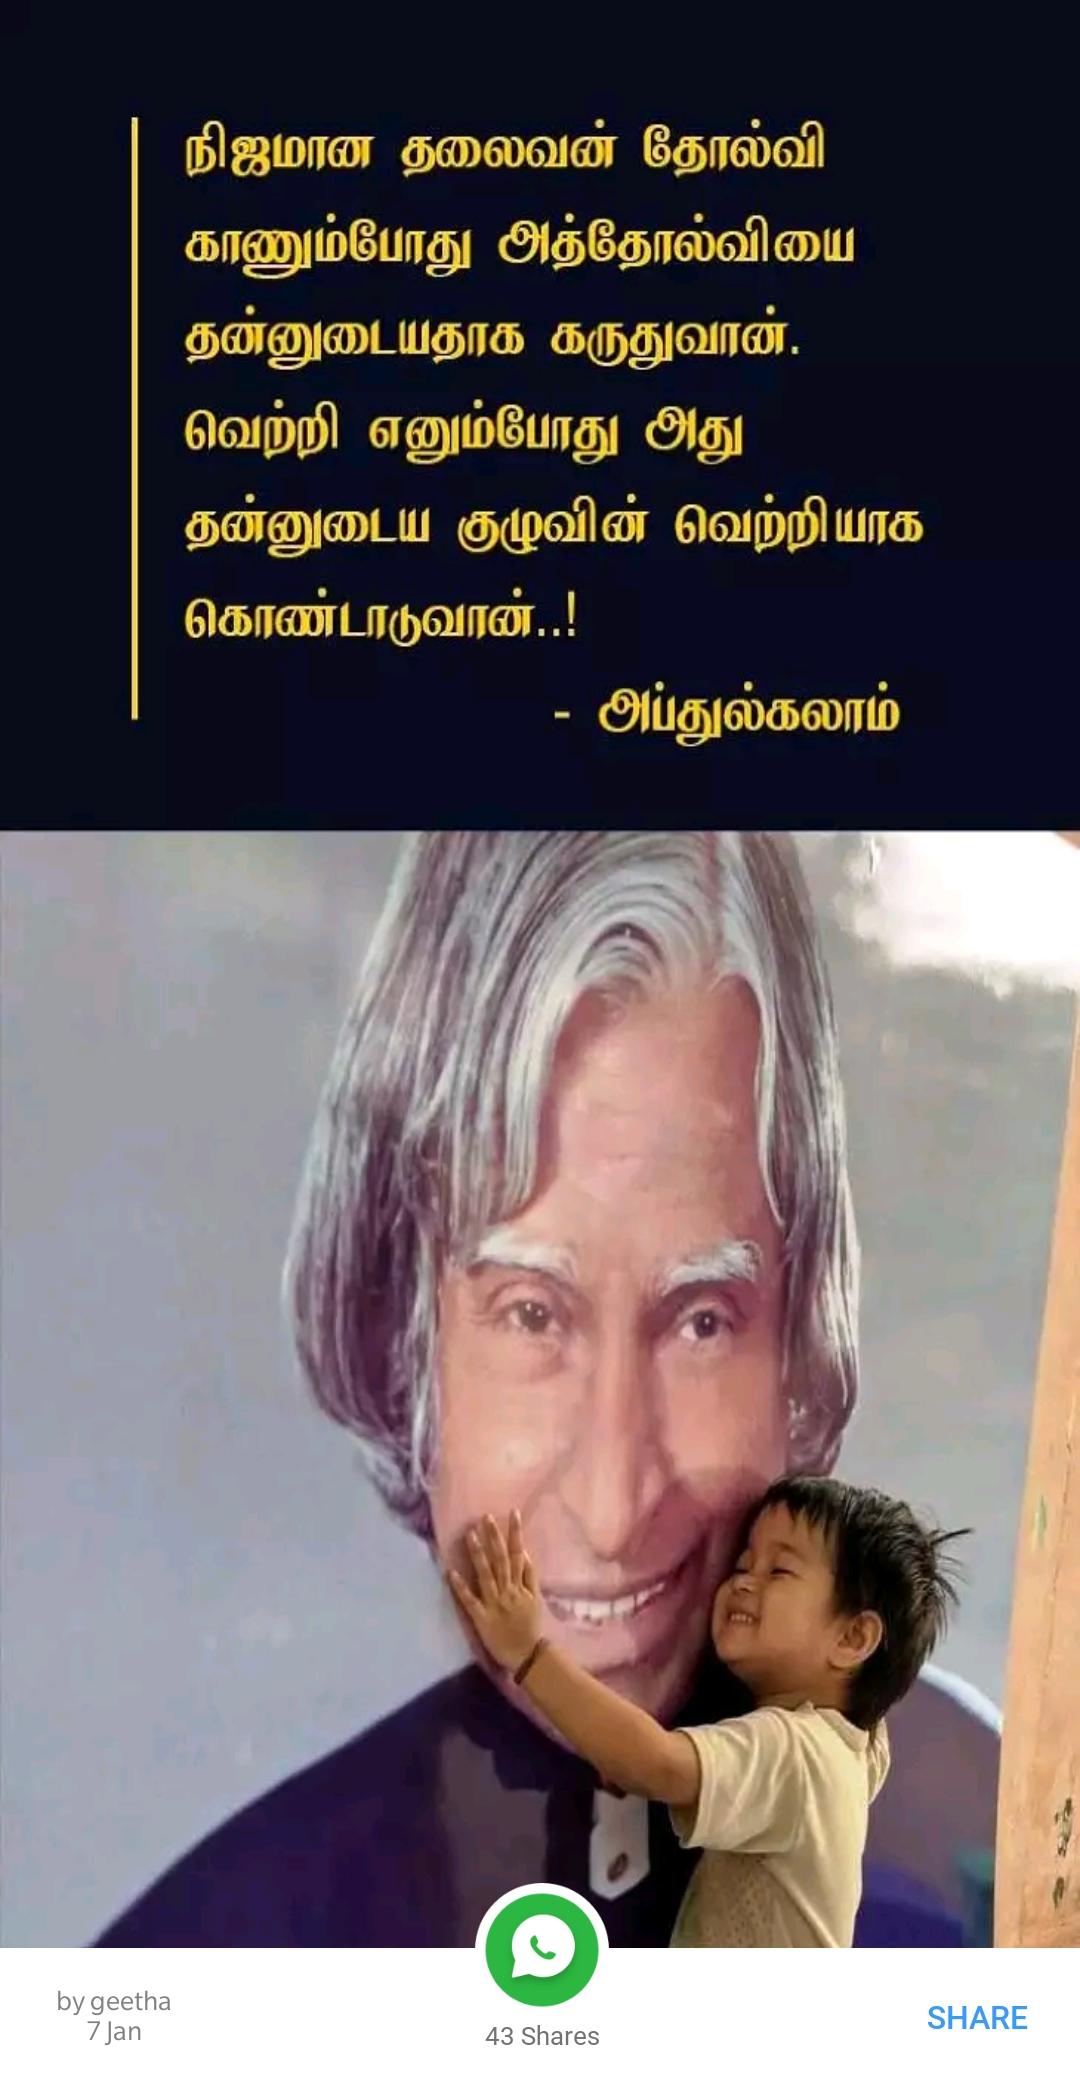 நிஜமான தலைவன் தோல்வி
காணும்போது அத்தோல்வியை
தன்னுடையதாக கருதுவான்.
வெற்றி எனும்போது அது
தன்னுடைய குழுவின் வெற்றியாக
கொண்டாடுவான்..!
- அப்துல்கலாம்
by geetha
7 Jan
43 Shares
SHARE